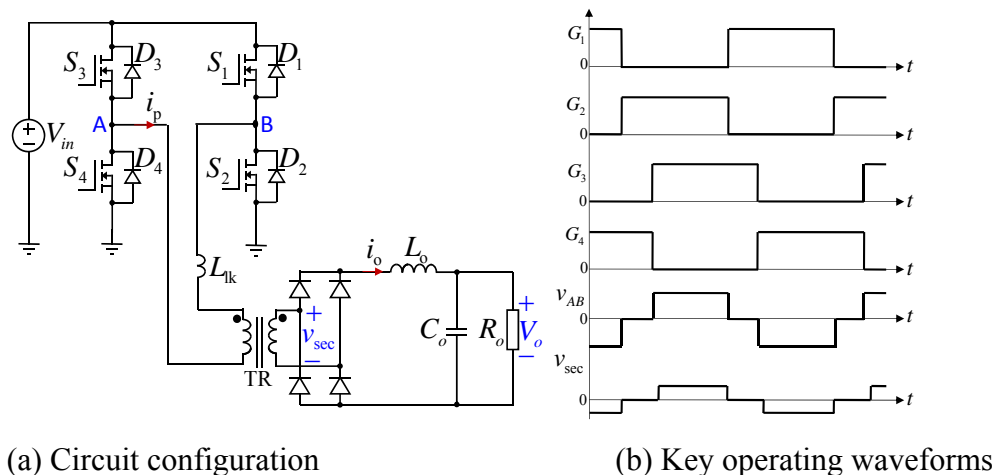 S3
D3
S1
D1
A
ip
B
Vin
S4
D4
S2
D2
Llk
io
Lo
+
vsec
−
TR
Co
Ro
+
Vo
−
G1
0
t
G2
0
t
G3
0
t
G4
0
t
vAB
0
t
vsec
0
t
(a) Circuit configuration
(b) Key operating waveforms